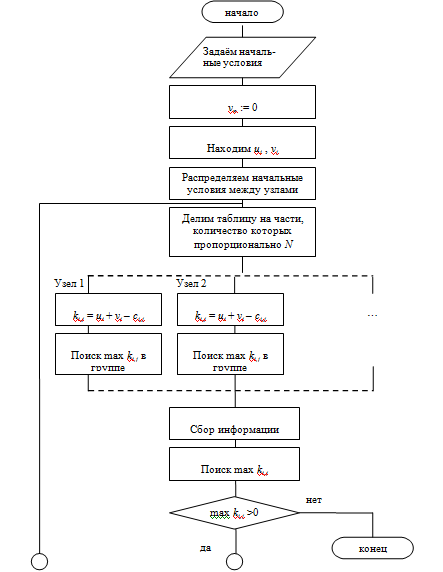 начало
Задаём началь-
ные условия
Находим
Распределяем начальные
условия между узлами
Делим таблицу на части,
количество которых
пропорционально N
Узел 1
Узел 2
...
Поиск max в
группе
Поиск max в
группе
Сбор информации
Поиск max
max >0
нет
да
конец